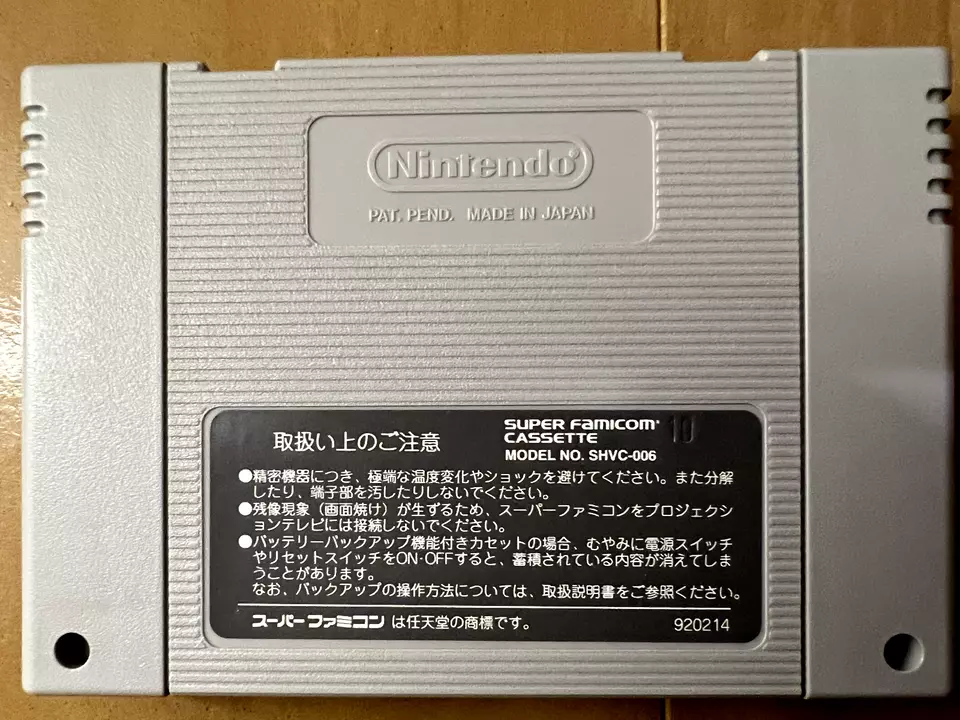 Nintendo®
PAT. PEND. MADE IN JAPAN
取扱い上のご注意
SUPER FAMICOM
CASSETTE
10
MODEL NO. SHVC-006
●精密機器につき、極端な温度変化やショックを避けてください。また分解
したり、端子部を汚したりしないでください。
●残像現象（画面焼け）が生ずるため、スーパーファミコンをプロジェクシ
ョンテレビには接続しないでください。
●バッテリーバックアップ機能付きカセットの場合、むやみに電源スイッチ
やリセットスイッチをON·OFFすると、蓄積されている内容が消えてしま
うことがあります。
なお、バックアップの操作方法については、取扱説明書をご参照ください。
スーパーファミコンは任天堂の商標です。
920214